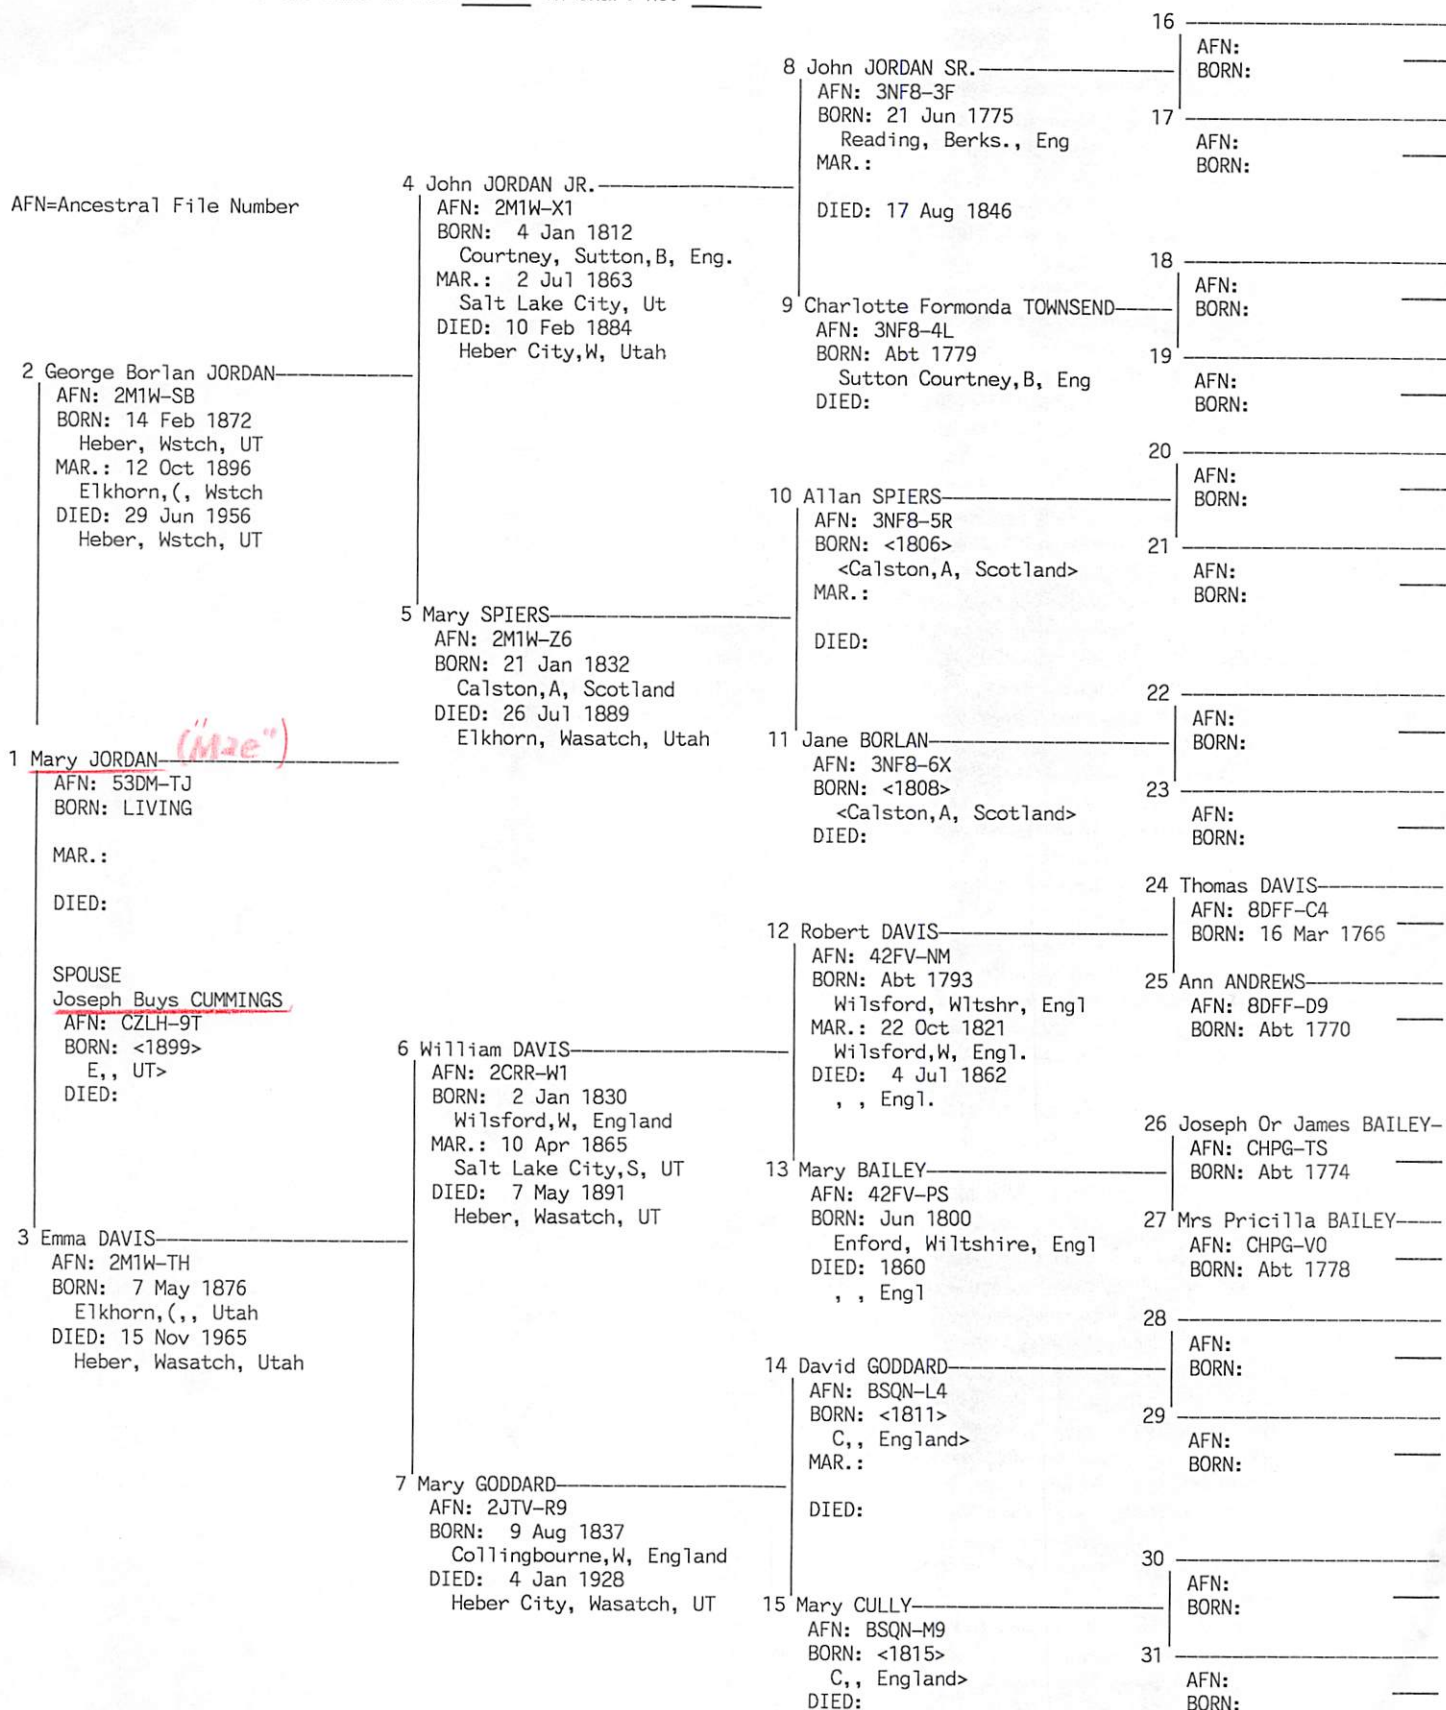 16
AFN:
BORN:
8 John JORDAN SR.
AFN: 3NF8-3F
BORN: 21 Jun 1775
Reading, Berks., Eng
MAR.:
DIED: 17 Aug 1846
17
AFN:
BORN:
AFN=Ancestral File Number
4 John JORDAN JR.
AFN: 2M1W-X1
BORN: 4 Jan 1812
Courtney, Sutton,B, Eng.
MAR.: 2 Jul 1863
Salt Lake City, Ut
DIED: 10 Feb 1884
Heber City,W, Utah
18
AFN:
BORN:
9 Charlotte Formonda TOWNSEND
AFN: 3NF8-4L
BORN: Abt 1779
Sutton Courtney,B, Eng
DIED:
19
AFN:
BORN:
2 George Borlan JORDAN
AFN: 2M1W-SB
BORN: 14 Feb 1872
Heber, Wstch, UT
MAR.: 12 Oct 1896
Elkhorn,(, Wstch
DIED: 29 Jun 1956
Heber, Wstch, UT
20
AFN:
BORN:
10 Allan SPIERS
AFN: 3NF8-5R
BORN: <1806>
<Calston,A, Scotland>
MAR.:
DIED:
21
AFN:
BORN:
5 Mary SPIERS
AFN: 2M1W-Z6
BORN: 21 Jan 1832
Calston,A, Scotland
DIED: 26 Jul 1889
Elkhorn, Wasatch, Utah
22
AFN:
BORN:
11 Jane BORLAN
AFN: 3NF8-6X
BORN: <1808>
<Calston,A, Scotland>
DIED:
23
AFN:
BORN:
1 Mary JORDAN ("Mae")
AFN: 53DM-TJ
BORN: LIVING
MAR.:
DIED:
SPOUSE
Joseph Buys CUMMINGS
AFN: CZLH-9T
BORN: <1899>
E,, UT>
DIED:
24 Thomas DAVIS
AFN: 8DFF-C4
BORN: 16 Mar 1766
12 Robert DAVIS
AFN: 42FV-NM
BORN: Abt 1793
Wilsford, Wltshr, Engl
MAR.: 22 Oct 1821
Wilsford,W, Engl.
DIED: 4 Jul 1862
, , Engl.
25 Ann ANDREWS
AFN: 8DFF-D9
BORN: Abt 1770
6 William DAVIS
AFN: 2CRR-W1
BORN: 2 Jan 1830
Wilsford,W, England
MAR.: 10 Apr 1865
Salt Lake City,S, UT
DIED: 7 May 1891
Heber, Wasatch, UT
26 Joseph Or James BAILEY
AFN: CHPG-TS
BORN: Abt 1774
13 Mary BAILEY
AFN: 42FV-PS
BORN: Jun 1800
Enford, Wiltshire, Engl
DIED: 1860
, , Engl
27 Mrs Pricilla BAILEY
AFN: CHPG-V0
BORN: Abt 1778
3 Emma DAVIS
AFN: 2M1W-TH
BORN: 7 May 1876
Elkhorn,(,, Utah
DIED: 15 Nov 1965
Heber, Wasatch, Utah
28
AFN:
BORN:
14 David GODDARD
AFN: BSQN-L4
BORN: <1811>
C,, England>
MAR.:
DIED:
29
AFN:
BORN:
7 Mary GODDARD
AFN: 2JTV-R9
BORN: 9 Aug 1837
Collingbourne,W, England
DIED: 4 Jan 1928
Heber City, Wasatch, UT
30
AFN:
BORN:
15 Mary CULLY
AFN: BSQN-M9
BORN: <1815>
C,, England>
DIED:
31
AFN:
BORN: